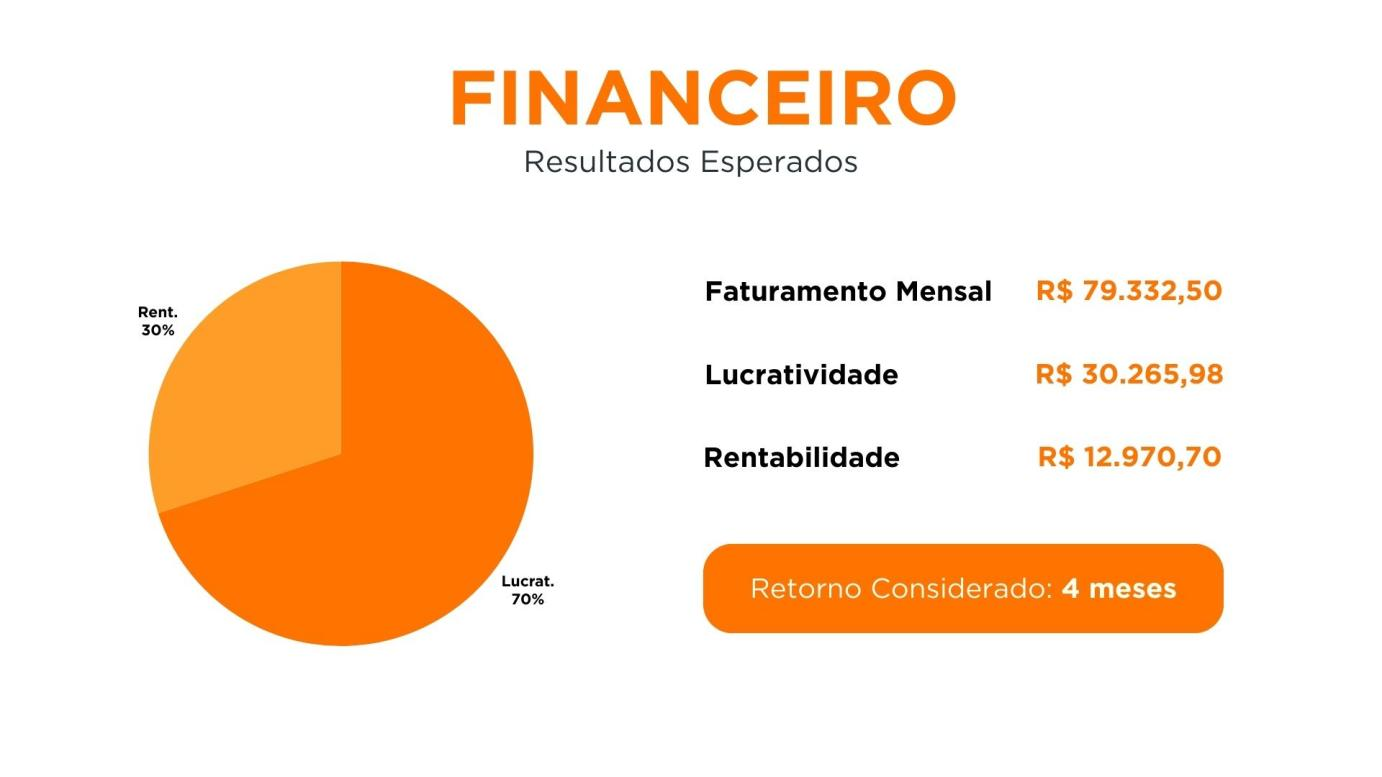 FINANCEIRO
Resultados Esperados
Rent.
30%
Lucrat.
70%
Faturamento Mensal R$ 79.332,50
Lucratividade R$ 30.265,98
Rentabilidade R$ 12.970,70
Retorno Considerado: 4 meses